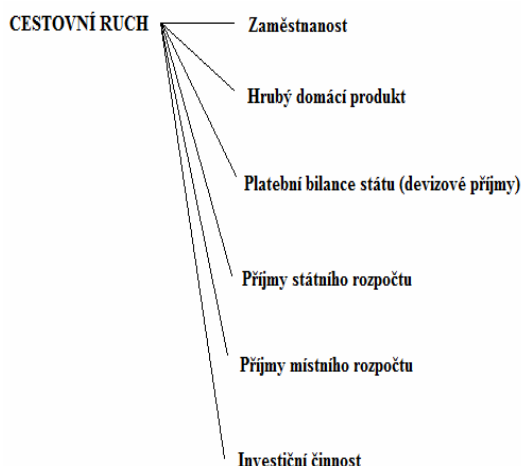 CESTOVNÍ RUCH
Zaměstnanost
Hrubý domácí produkt
Platební bilance státu (devizové příjmy)
Příjmy státního rozpočtu
Příjmy místního rozpočtu
Investiční činnost